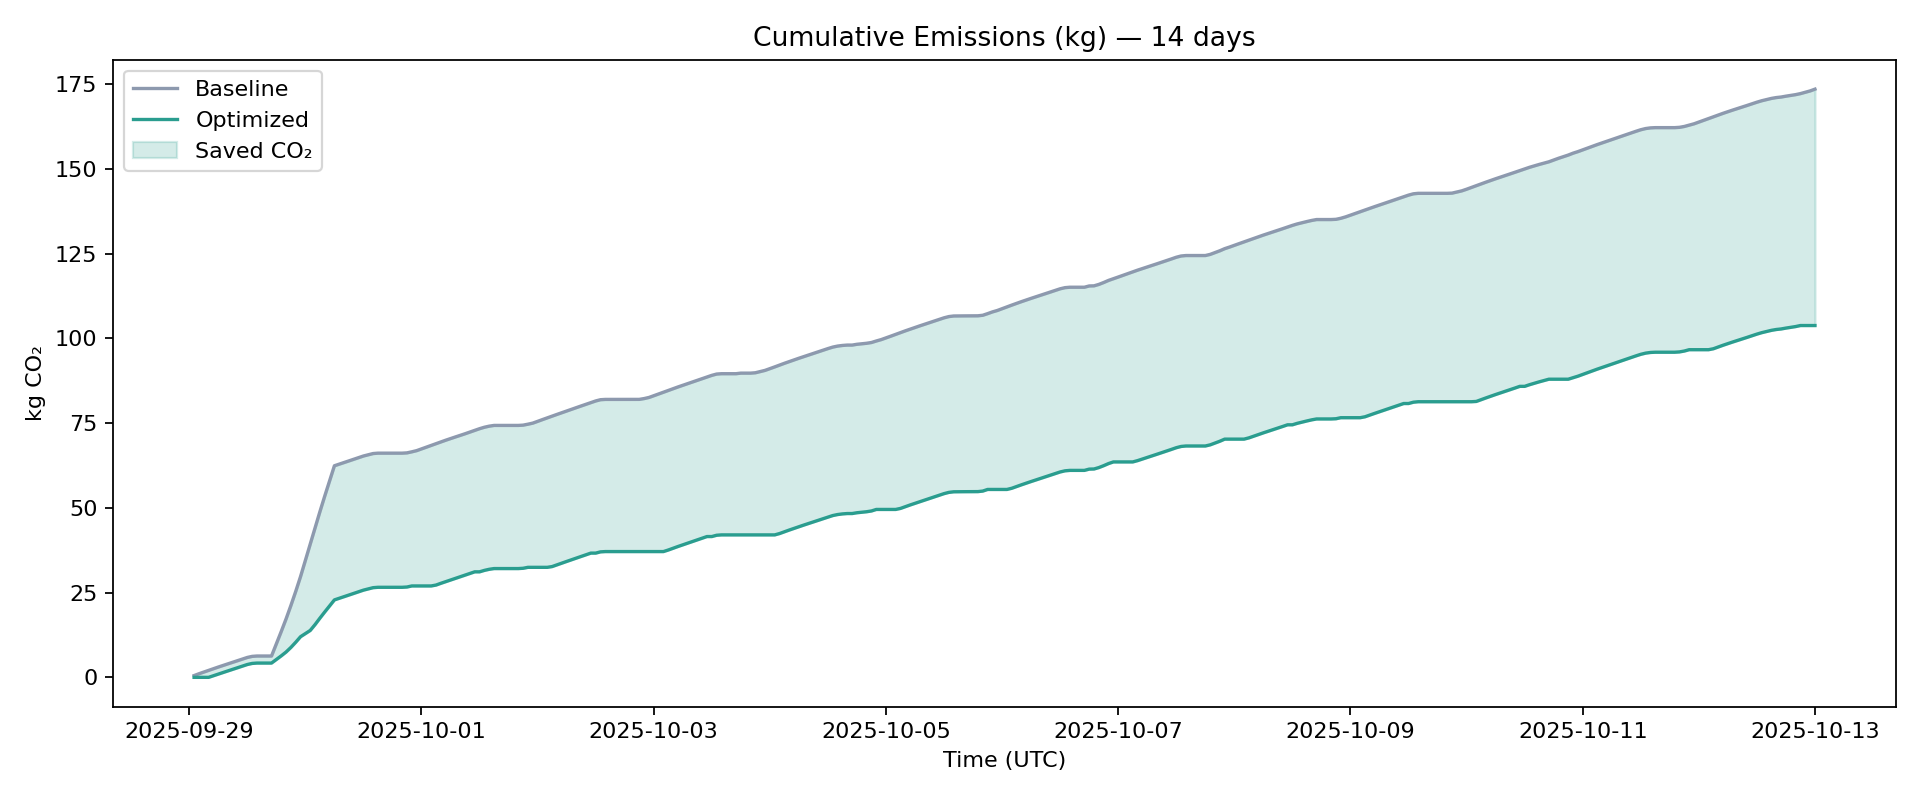 Cumulative Emissions (kg) — 14 days
Baseline
Optimized
Saved CO₂
kg CO₂
175
150
125
100
75
50
25
0
2025-09-29 2025-10-01 2025-10-03 2025-10-05 2025-10-07 2025-10-09 2025-10-11 2025-10-13
Time (UTC)